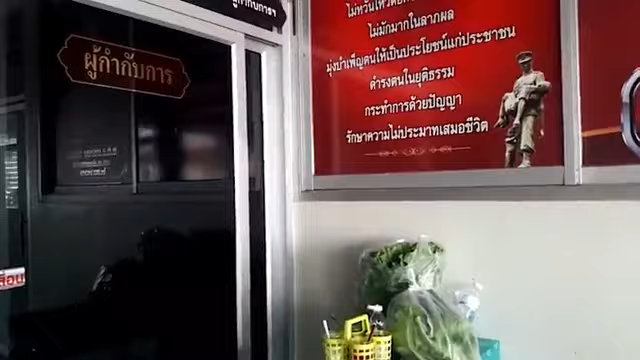 ผู้กำกับการ
ไม่มักมากในลาภผล
มุ่งบำเพ็ญตนให้เป็นประโยชน์แก่ประชาชน
ดำรงตนในยุติธรรม
กระทำการด้วยปัญญา
รักษาความไม่ประมาทเสมอชีวิต